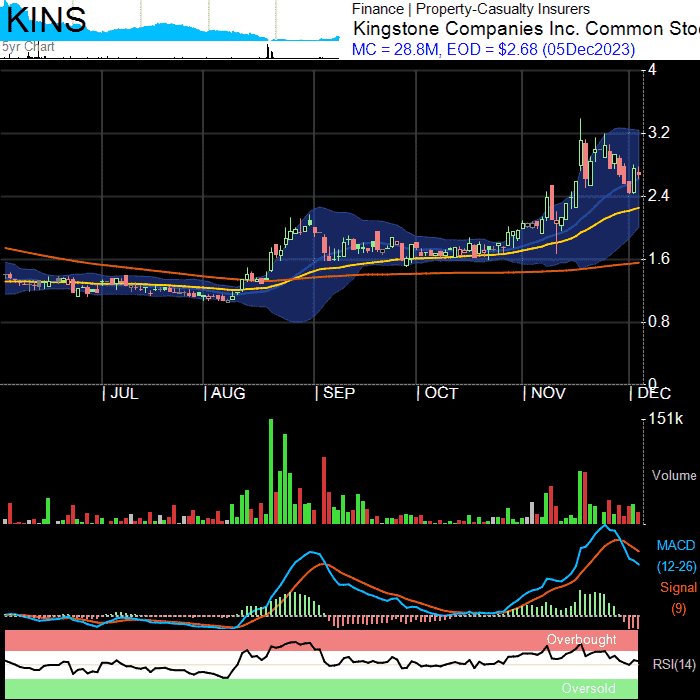 KINS
5yr Chart
Finance | Property-Casualty Insurers
Kingstone Companies Inc. Common Sto
MC = 28.8M, EOD = $2.68 (05Dec2023)
4
3.2
2.4
1.6
0.8
0
| JUL | AUG | SEP | OCT | NOV | DEC
151k
Volume
MACD
(12-26)
Signal
(9)
Overbought
RSI(14)
Oversold